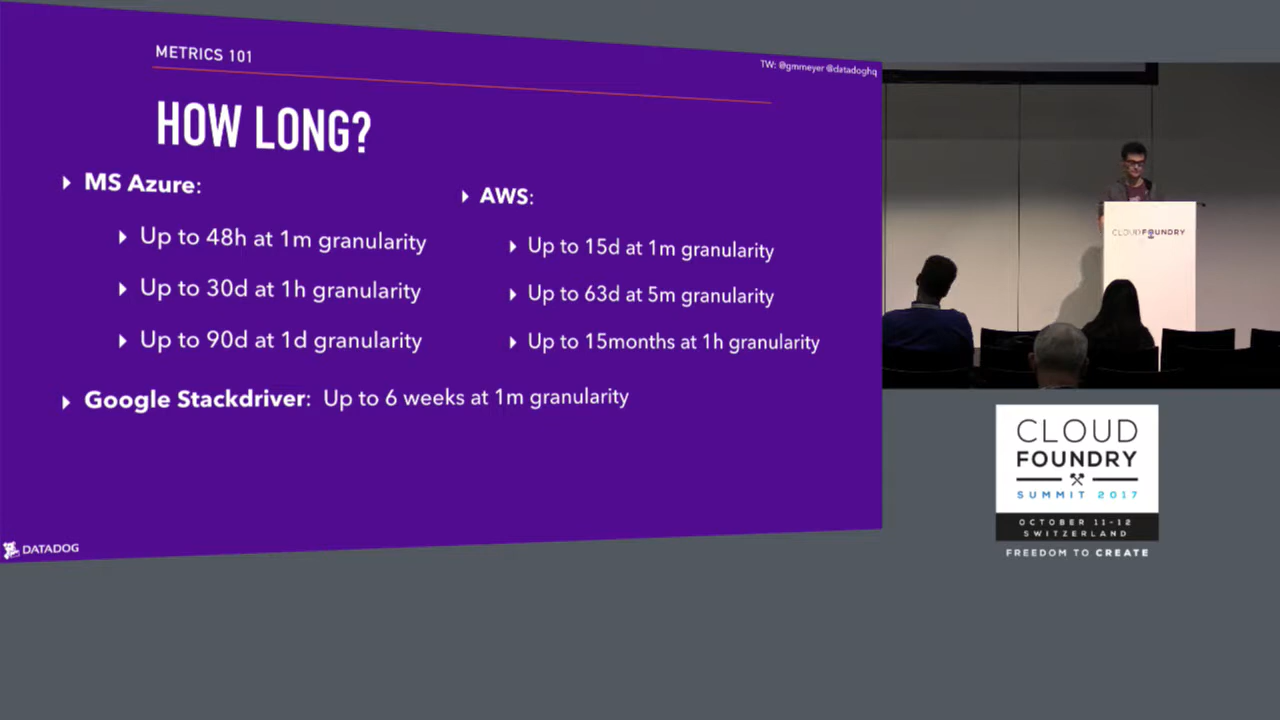 METRICS 101
TW: @gmmeyer @datadoghq
HOW LONG?
MS Azure:
Up to 48h at 1m granularity
Up to 30d at 1h granularity
Up to 90d at 1d granularity
AWS:
Up to 15d at 1m granularity
Up to 63d at 5m granularity
Up to 15months at 1h granularity
Google Stackdriver: Up to 6 weeks at 1m granularity
DATADOG
CLOUD FOUNDRY
CLOUD
FOUNDRY
SUMMIT 2017
OCTOBER 11-12
SWITZERLAND
FREEDOM TO CREATE